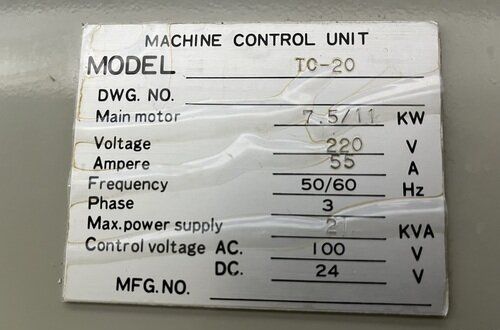 MACHINE CONTROL UNIT
MODEL TC-20
DWG. NO.
Main motor 7.5/11 KW
Voltage 220 V
Ampere 55 A
Frequency 50/60 Hz
Phase 3
Max. power supply 21 KVA
Control voltage AC. 100 V
DC. 24 V
MFG. NO.